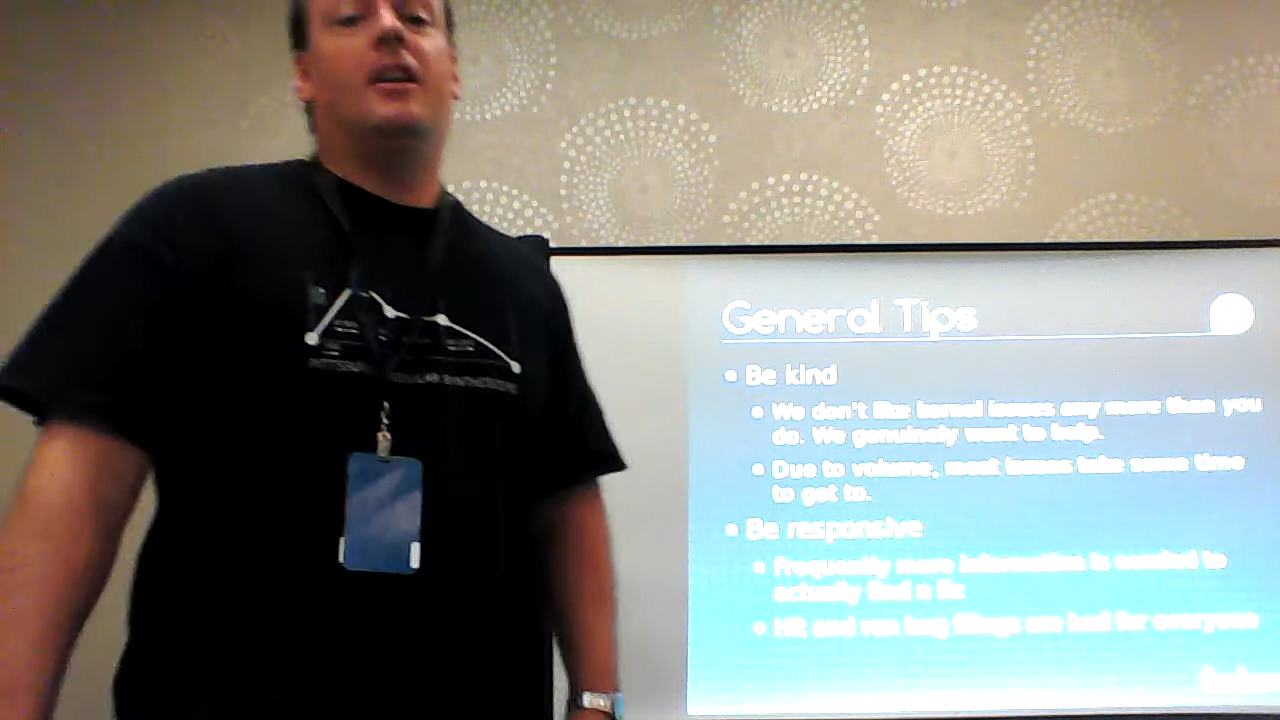 General Tips
Be kind
We don't like kernel issues any more than you
do. We genuinely want to help.
Due to volume, most issues take some time
to get to.
Be responsive
Frequently more information is needed to
actually find a fix
Hit and run bug filings are bad for everyone